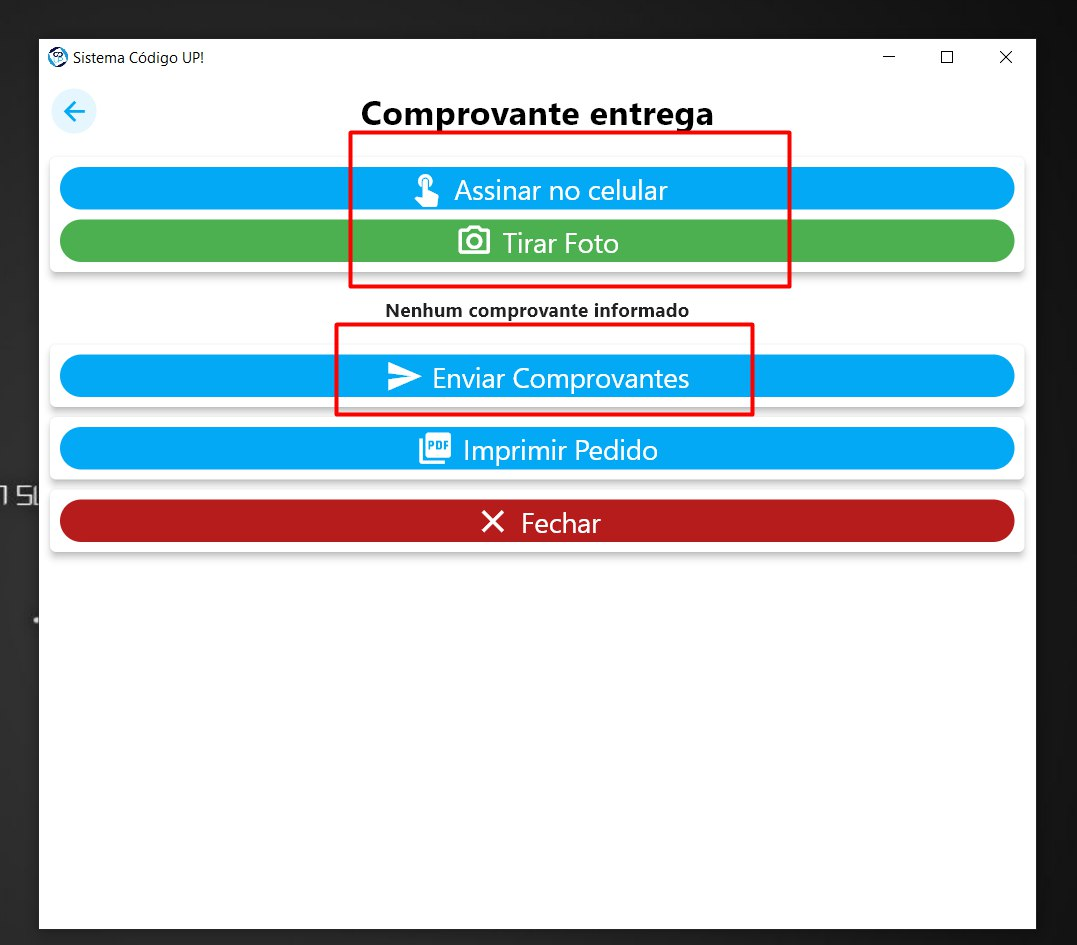 Sistema Código UP!
Comprovante entrega
Assinar no celular
Tirar Foto
Nenhum comprovante informado
Enviar Comprovantes
PDF Imprimir Pedido
Fechar